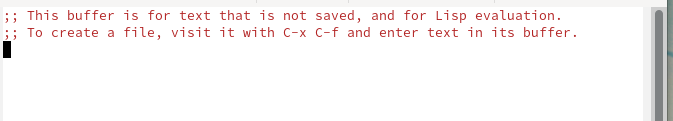 ;; This buffer is for text that is not saved, and for Lisp evaluation.
;; To create a file, visit it with C-x C-f and enter text in its buffer.